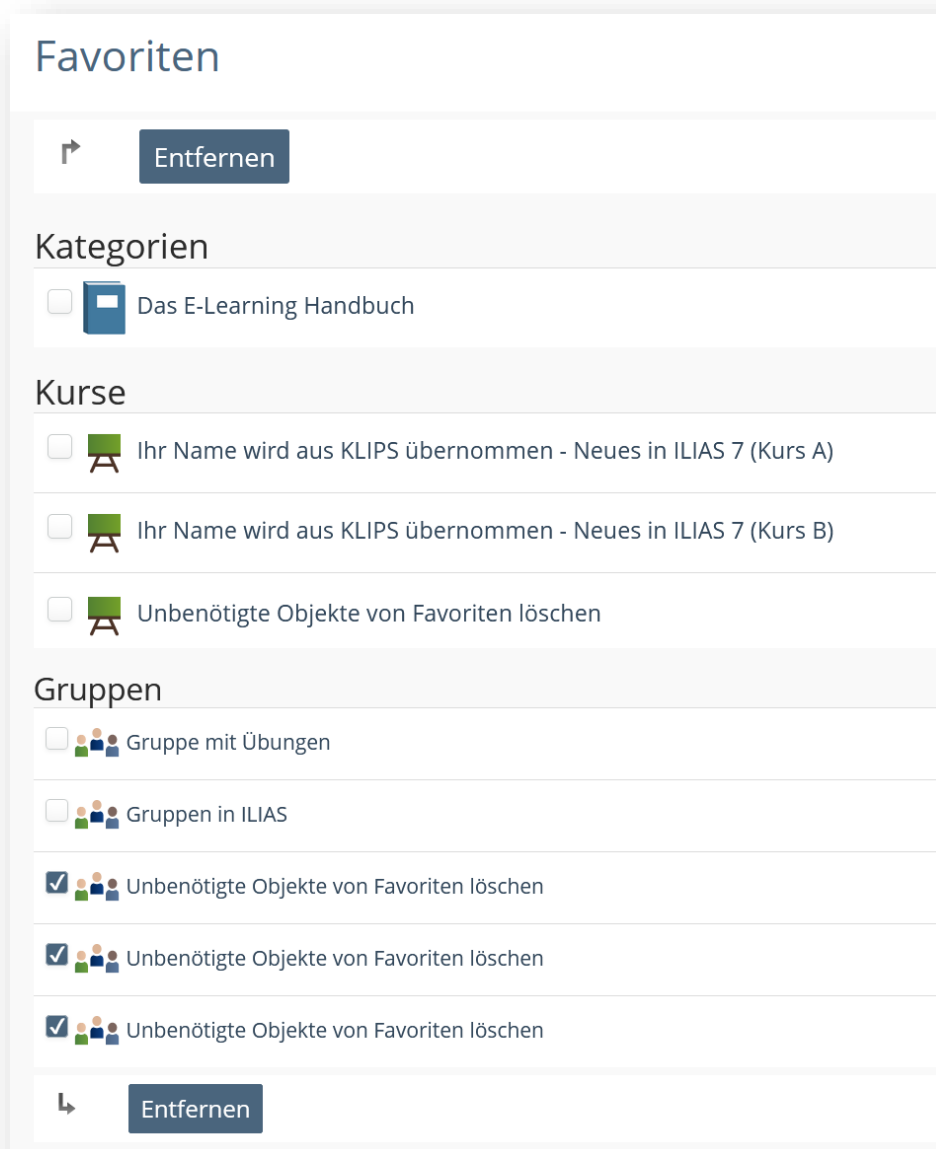 Favoriten
Entfernen
Kategorien
Das E-Learning Handbuch
Kurse
Ihr Name wird aus KLIPS übernommen - Neues in ILIAS 7 (Kurs A)
Ihr Name wird aus KLIPS übernommen - Neues in ILIAS 7 (Kurs B)
Unbenötigte Objekte von Favoriten löschen
Gruppen
Gruppe mit Übungen
Gruppen in ILIAS
Unbenötigte Objekte von Favoriten löschen
Unbenötigte Objekte von Favoriten löschen
Unbenötigte Objekte von Favoriten löschen
Entfernen